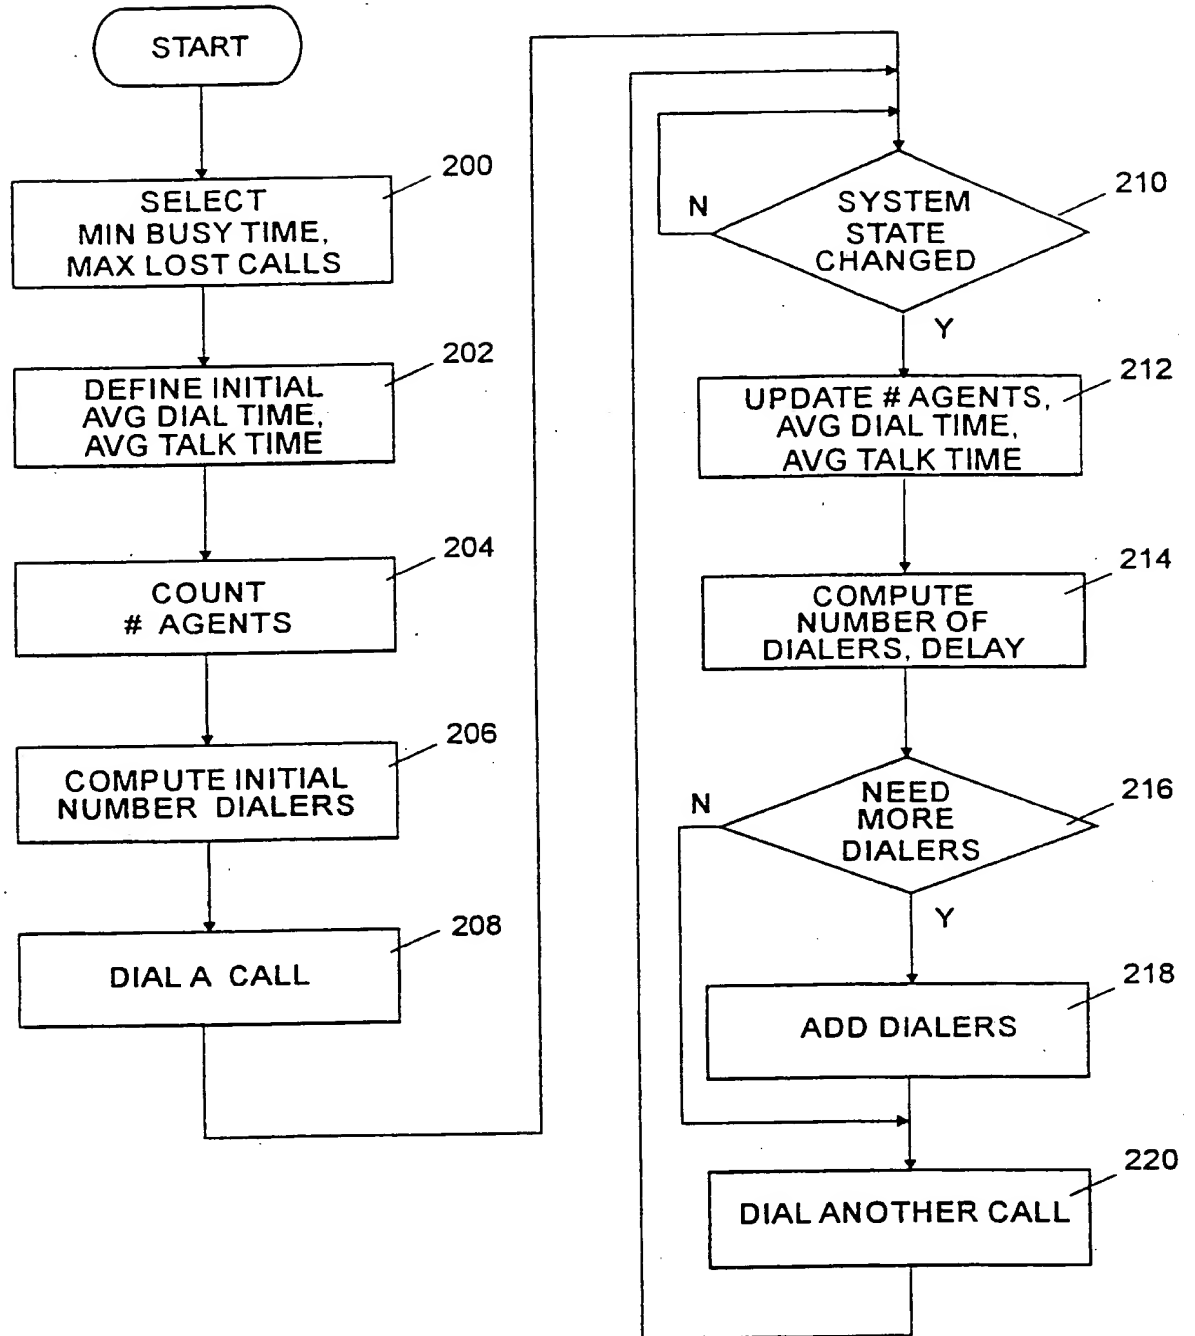 START
200
SELECT
MIN BUSY TIME,
MAX LOST CALLS
202
DEFINE INITIAL
AVG DIAL TIME,
AVG TALK TIME
204
COUNT
# AGENTS
206
COMPUTE INITIAL
NUMBER DIALERS
208
DIAL A CALL
210
SYSTEM
STATE
CHANGED
N
Y
212
UPDATE # AGENTS,
AVG DIAL TIME,
AVG TALK TIME
214
COMPUTE
NUMBER OF
DIALERS, DELAY
216
NEED
MORE
DIALERS
N
Y
218
ADD DIALERS
220
DIAL ANOTHER CALL